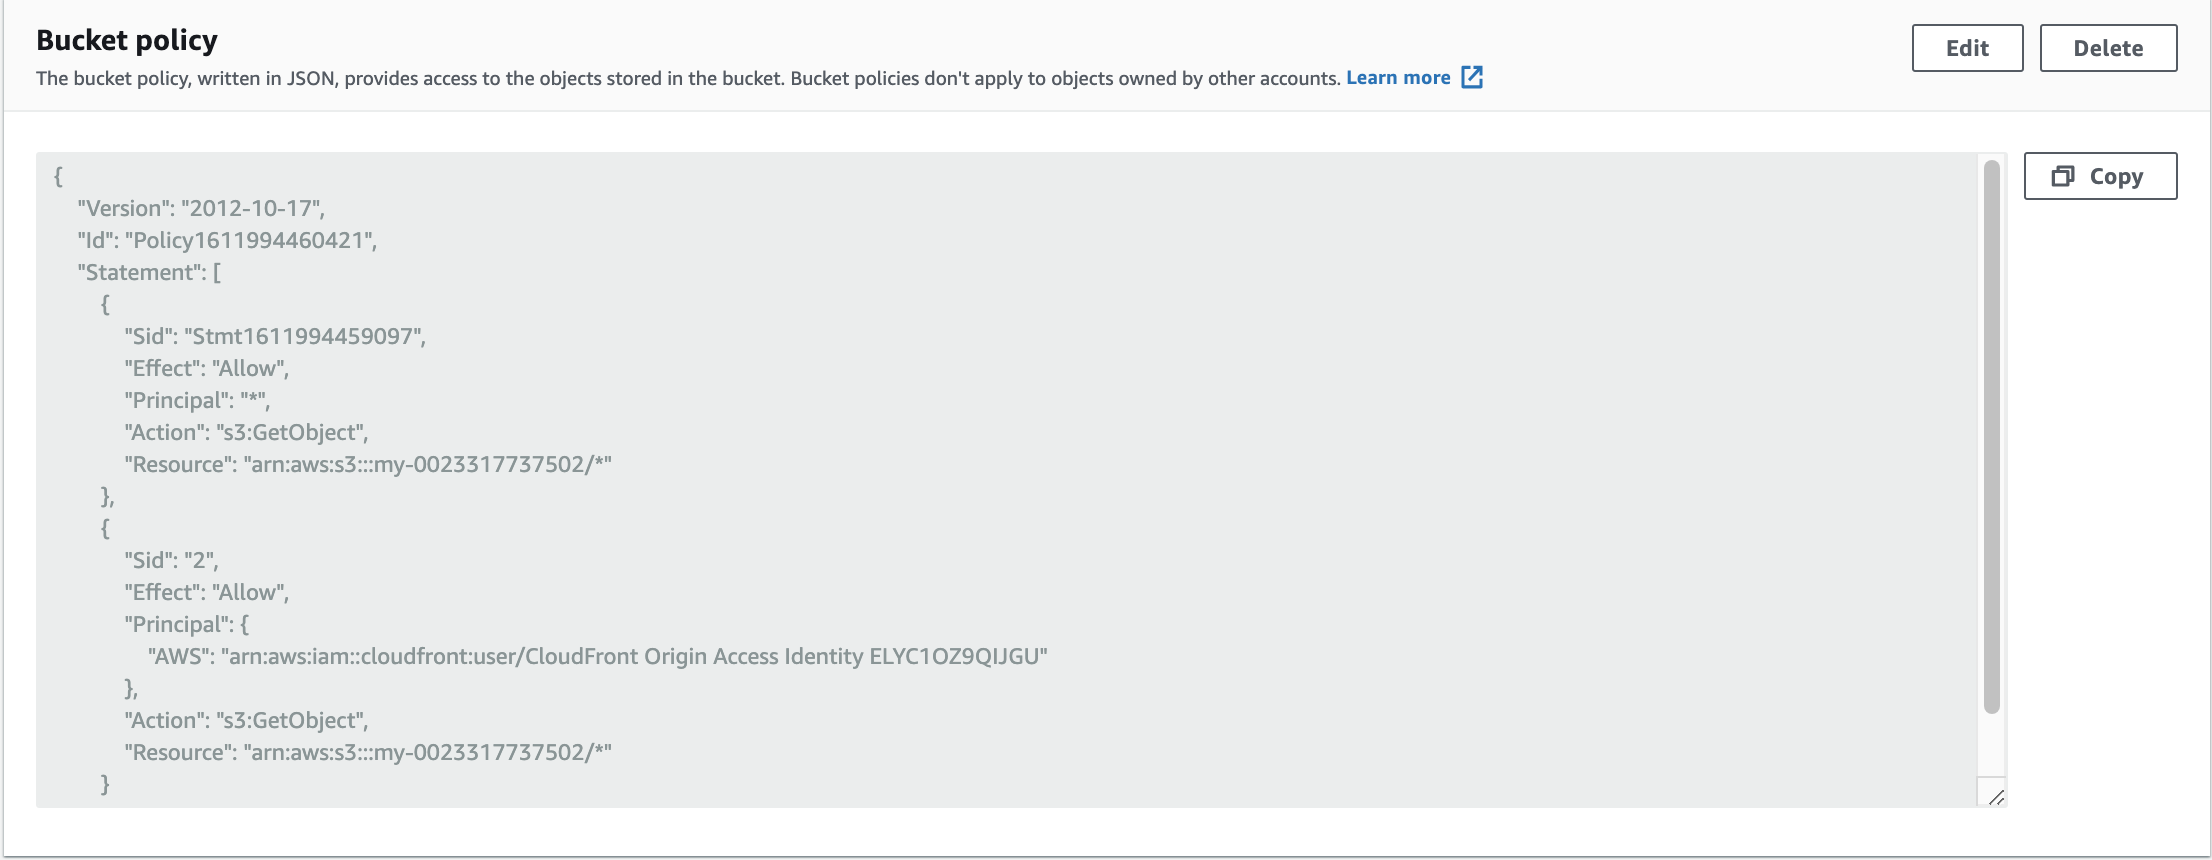 Bucket policy
Edit
Delete
The bucket policy, written in JSON, provides access to the objects stored in the bucket. Bucket policies don't apply to objects owned by other accounts. Learn more
Copy
{
"Version": "2012-10-17",
"Id": "Policy1611994460421",
"Statement": [
{
"Sid": "Stmt1611994459097",
"Effect": "Allow",
"Principal": "*",
"Action": "s3:GetObject",
"Resource": "arn:aws:s3:::my-0023317737502/*"
},
{
"Sid": "2",
"Effect": "Allow",
"Principal": {
"AWS": "arn:aws:iam::cloudfront:user/CloudFront Origin Access Identity ELYC1OZ9QIJGU"
},
"Action": "s3:GetObject",
"Resource": "arn:aws:s3:::my-0023317737502/*"
}